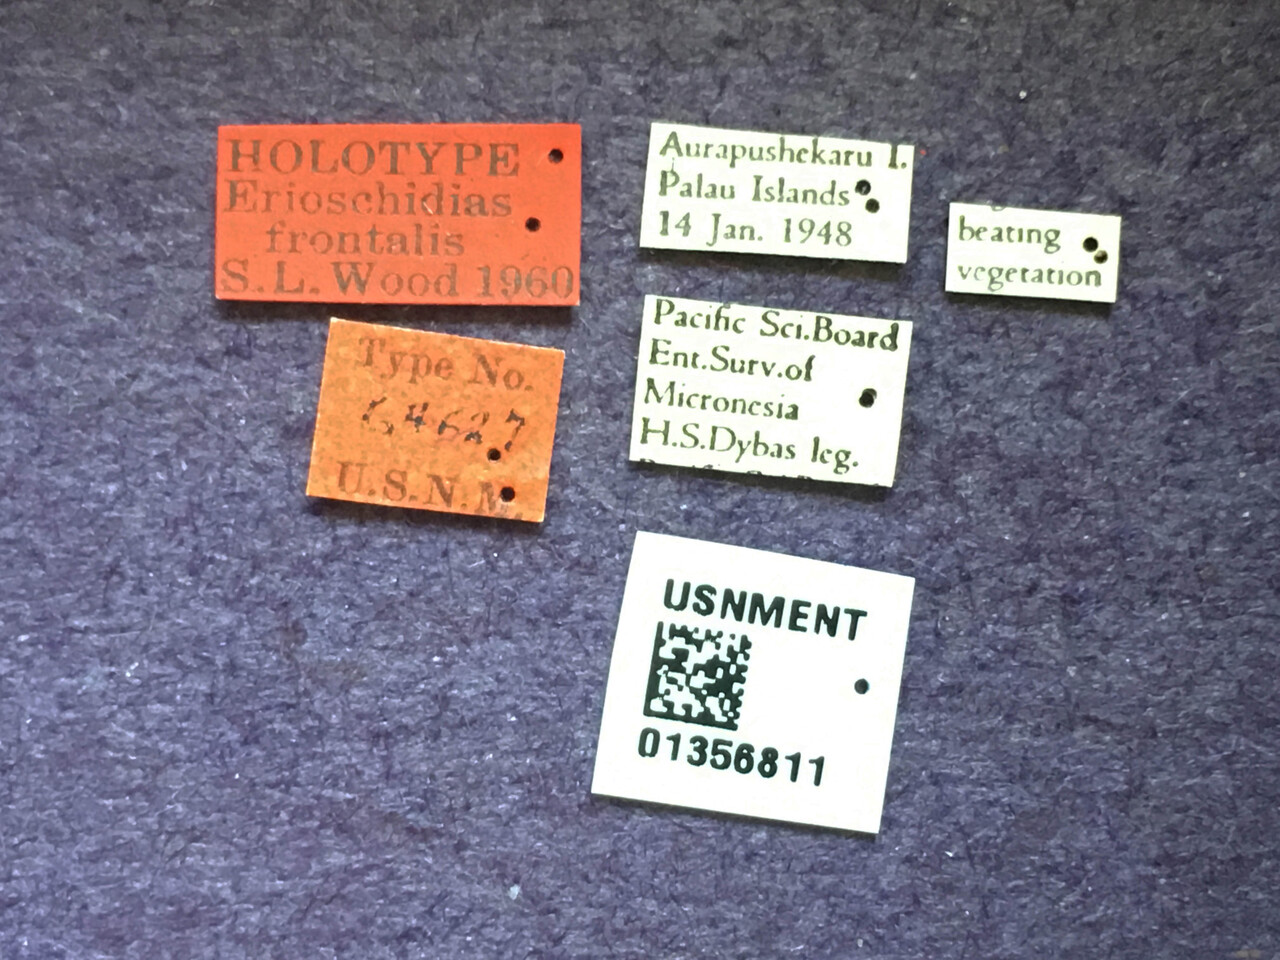 HOLOTYPE
Erioschidias
frontalis
S.L. Wood 1960
Type No.
64627
U.S.N.M.
Aurapushekaru I.
Palau Islands
14 Jan. 1948
beating
vegetation
Pacific Sci.Board
Ent.Surv.of
Micronesia
H.S.Dybas leg.
USNMENT
01356811